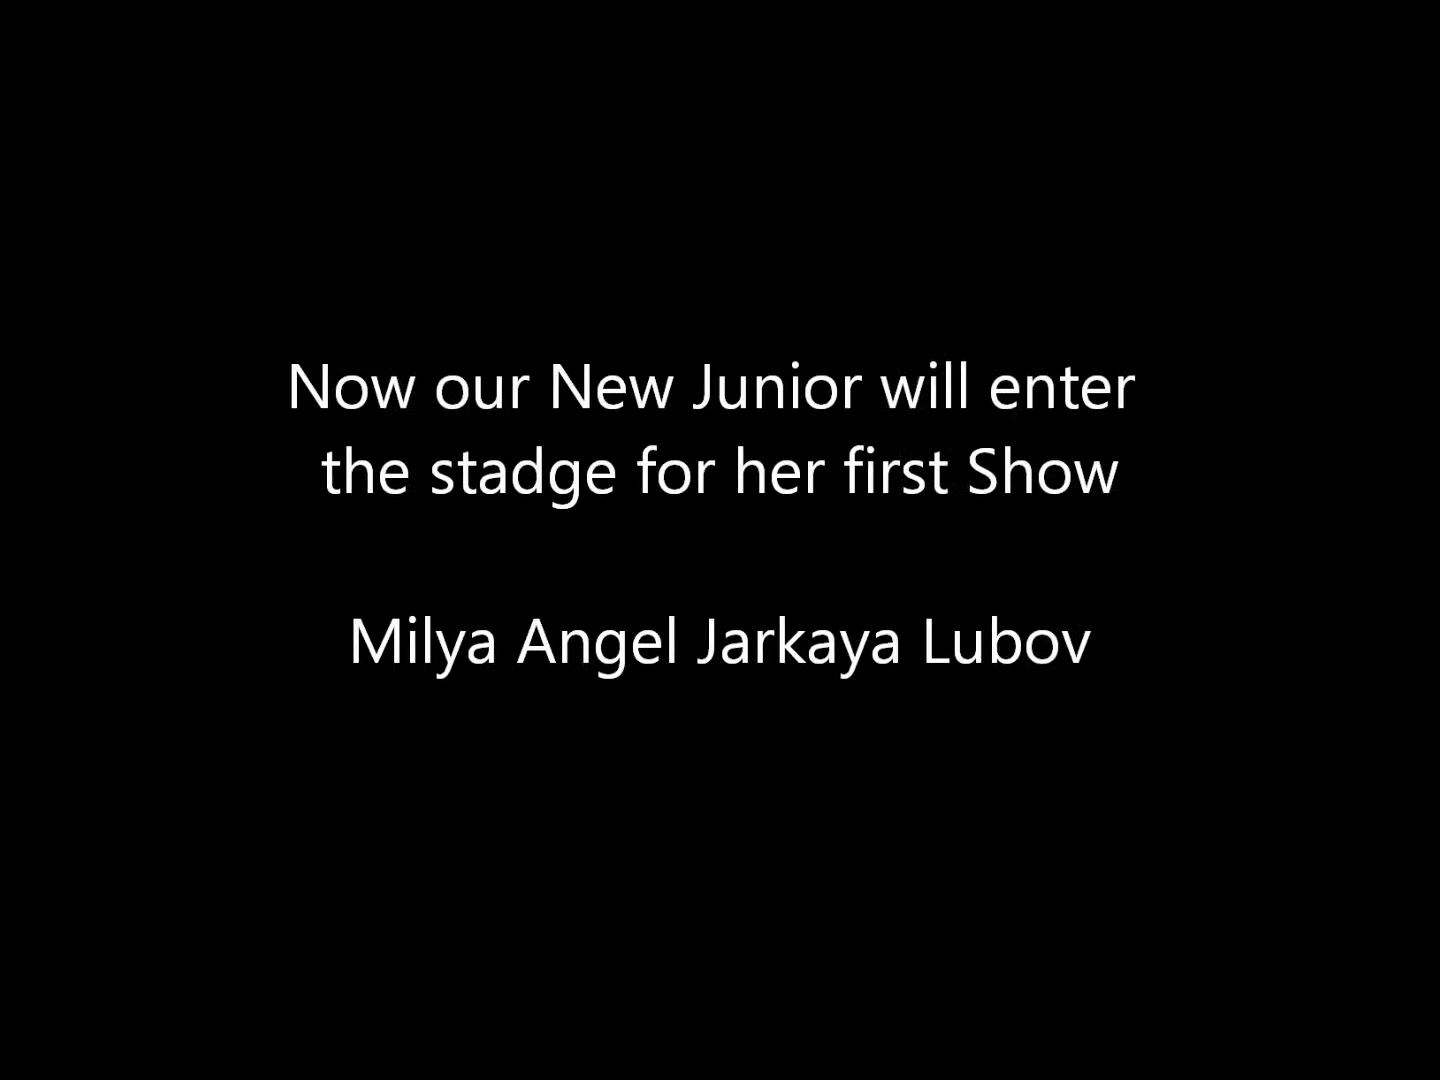 Now our New Junior will enter
the stadge for her first Show
Milya Angel Jarkaya Lubov